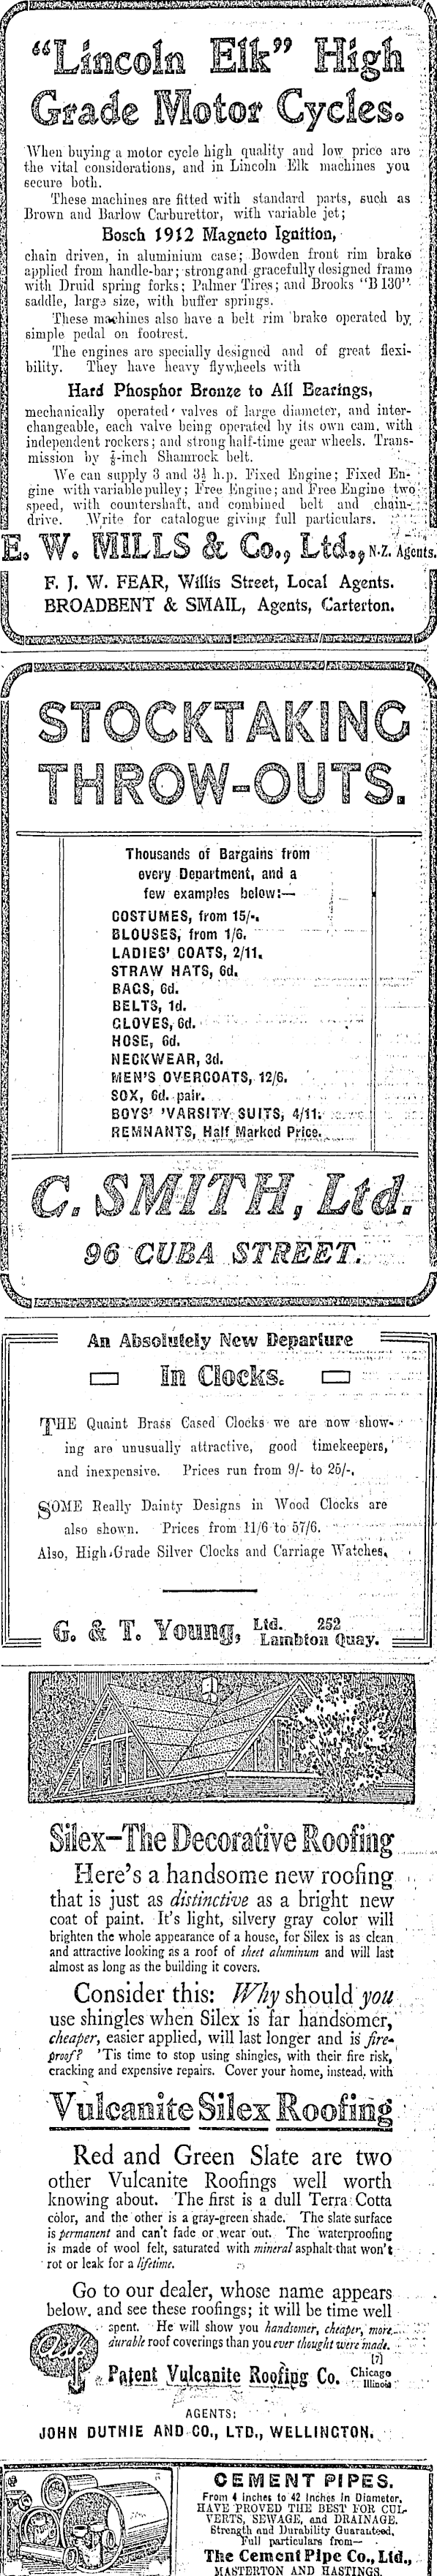 "Lincoln Elk" High
Grade Motor Cycles.
When buying a motor cycle high quality and low price are
the vital considerations, and in Lincoln Elk machines you
secure both.
These machines are fitted with standard parts, such as
Brown and Barlow Carburettor, with variable jet;
Bosch 1912 Magneto Ignition,
chain driven, in aluminium case; Bowden front rim brake
applied from handle-bar; strong and gracefully designed frame
with Druid spring forks; Palmer Tires; and Brooks "B 130"
saddle, large size, with buffer springs.
These machines also have a belt rim brake operated by
simple pedal on footrest.
The engines are specially designed and of great flexi-
bility. They have heavy flywheels with
Hard Phosphor Bronze to All Bearings,
mechanically operated valves of large diameter, and inter-
changeable, each valve being operated by its own cam, with
independent rockers; and strong half-time gear wheels. Trans-
mission by -inch Shamrock belt.
We can supply 3 and 3½ h.p. Fixed Engine; Fixed En-
gine with variable pulley; Free Engine; and Free Engine two
speed, with countershaft, and combined belt and chain-
drive. Write for catalogue giving full particulars.
E. W. MILLS & Co., Ltd., N.Z. Agents.
F. J. W. FEAR, Willis Street, Local Agents.
BROADBENT & SMAIL, Agents, Carterton.
STOCKTAKING
THROW-OUTS.
Thousands of Bargains from
every Department, and a
few examples below:—
COSTUMES, from 15/-.
BLOUSES, from 1/6.
LADIES' COATS, 2/11.
STRAW HATS, 6d.
BAGS, 6d.
BELTS, 1d.
GLOVES, 6d.
HOSE, 6d.
NECKWEAR, 3d.
MEN'S OVERCOATS, 12/6.
SOX, 6d. pair.
BOYS' 'VARSITY SUITS, 4/11.
REMNANTS, Half Marked Price.
C. SMITH, Ltd.
96 CUBA STREET.
An Absolutely New Departure
In Clocks.
THE Quaint Brass Cased Clocks we are now show-
ing are unusually attractive, good timekeepers,
and inexpensive. Prices run from 9/- to 25/-.
SOME Really Dainty Designs in Wood Clocks are
also shown. Prices from 11/6 to 57/6.
Also, High-Grade Silver Clocks and Carriage Watches.
G. & T. Young, Ltd. 252
Lambton Quay.
Silex—The Decorative Roofing
Here's a handsome new roofing
that is just as distinctive as a bright new
coat of paint. It's light, silvery gray color will
brighten the whole appearance of a house, for Silex is as clean
and attractive looking as a roof of sheet aluminum and will last
almost as long as the building it covers.
Consider this: Why should you
use shingles when Silex is far handsomer,
cheaper, easier applied, will last longer and is fire-
proof? 'Tis time to stop using shingles, with their fire risk,
cracking and expensive repairs. Cover your home, instead, with
Vulcanite Silex Roofing
Red and Green Slate are two
other Vulcanite Roofings well worth
knowing about. The first is a dull Terra Cotta
color, and the other is a gray-green shade. The slate surface
is permanent and can't fade or wear out. The waterproofing
is made of wool felt, saturated with mineral asphalt that won't
rot or leak for a lifetime.
Go to our dealer, whose name appears
below, and see these roofings; it will be time well
spent. He will show you handsomer, cheaper, more
durable roof coverings than you ever thought were made.
[7]
Ask
Patent Vulcanite Roofing Co. Chicago
Illinois
AGENTS:
JOHN DUTHIE AND CO., LTD., WELLINGTON.
CEMENT PIPES.
From 4 inches to 42 inches in Diameter.
HAVE PROVED THE BEST FOR CUL-
VERTS, SEWAGE, and DRAINAGE.
Strength and Durability Guaranteed.
Full particulars from—
The Cement Pipe Co., Ltd.,
MASTERTON AND HASTINGS.